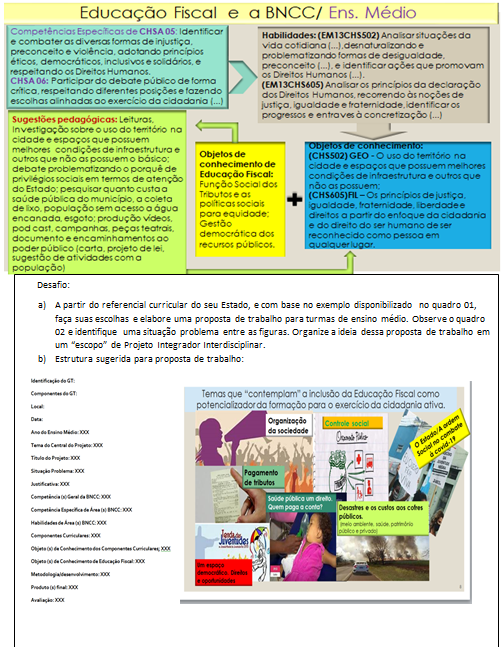 Educação Fiscal e a BNCC/ Ens. Médio
Competências Específicas de CHSA 05: Identificar
e combater as diversas formas de injustiça,
preconceito e violência, adotando princípios
éticos, democráticos, inclusivos e solidários, e
respeitando os Direitos Humanos.
CHSA 06: Participar do debate público de forma
crítica, respeitando diferentes posições e fazendo
escolhas alinhadas ao exercício da cidadania (...)
Habilidades: (EM13CHS502) Analisar situações da
vida cotidiana (...),desnaturalizando e
problematizando formas de desigualdade,
preconceito (...), e identificar ações que promovam
os Direitos Humanos (...).
(EM13CHS605) Analisar os princípios da declaração
dos Direitos Humanos, recorrendo às noções de
justiça, igualdade e fraternidade, identificar os
progressos e entraves à concretização (...)
Sugestões pedagógicas: Leituras,
Investigação sobre o uso do território na
cidade e espaços que possuem
melhores condições de infraestrutura e
outros que não as possuem o básico;
debate problematizando o porquê de
privilégios sociais em termos de atenção
do Estado; pesquisar quanto custa a
saúde pública do município, a coleta
de lixo, população sem acesso a água
encanada, esgoto; produção vídeos,
pod cast, campanhas, peças teatrais,
documento e encaminhamentos ao
poder público (carta, projeto de lei,
sugestão de atividades com a
população)
Objetos de
conhecimento de
Educação Fiscal:
Função Social dos
Tributos e as
políticas sociais
para equidade;
Gestão
democrática dos
recursos públicos.
Objetos de conhecimento:
(CHS502) GEO - O uso do território na
cidade e espaços que possuem melhores
condições de infraestrutura e outros que
não as possuem;
(CHS605)FIL – Os princípios de justiça,
igualdade, fraternidade, liberdade e
direitos a partir do enfoque da cidadania
e do direito do ser humano de ser
reconhecido como pessoa em
qualquer lugar.
Desafio:
a) A partir do referencial curricular do seu Estado, e com base no exemplo disponibilizado no quadro 01,
faça suas escolhas e elabore uma proposta de trabalho para turmas de ensino médio. Observe o quadro
02 e identifique uma situação problema entre as figuras. Organize a ideia dessa proposta de trabalho em
um “escopo” de Projeto Integrador Interdisciplinar.
b) Estrutura sugerida para proposta de trabalho:
Identificação do GT:
Componentes do GT:
Local:
Data:
Ano do Ensino Médio: XXX
Tema do Central do Projeto: XXX
Título do Projeto: XXX
Situação Problema: XXX
Justificativa: XXX
Competência (s) Geral da BNCC: XXX
Competência Específica de Área (s) BNCC: XXX
Habilidades de Área (s) BNCC: XXX
Componentes Curriculares: XXX
Objeto (s) de Conhecimento dos Componentes Curriculares: XXX
Objeto (s) de Conhecimento de Educação Fiscal: XXX
Metodologia/desenvolvimento: XXX
Produto (s) final: XXX
Avaliação: XXX
Temas que “contemplam” a inclusão da Educação Fiscal como
potencializador da formação para o exercício da cidadania ativa.
Organização
da sociedade
Controle social
Orçamento Público
O Estado/A ordem
Social no combate
à covid-19
Pagamento
de tributos
Saúde pública um direito.
Quem paga a conta?
Desastres e os custos aos cofres
públicos.
(meio ambiente, saúde, patrimônio
público e privado)
Tenda das
Juventudes
Um espaço
democrático. Direitos
e oportunidades